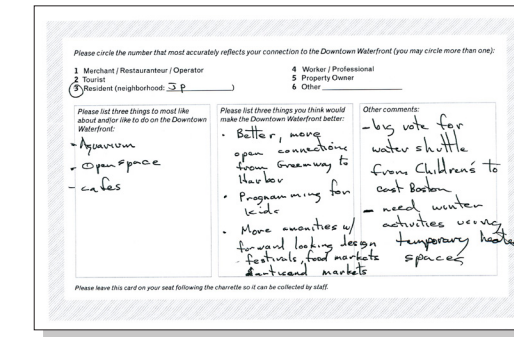 Please circle the number that most accurately reflects your connection to the Downtown Waterfront (you may circle more than one):
1 Merchant / Restauranteur / Operator
2 Tourist
3 Resident (neighborhood: JP)
4 Worker / Professional
5 Property Owner
6 Other
Please list three things to most like
about and/or like to do on the Downtown
Waterfront:
- Aquarium
- Open space
- cafes
Please list three things you think would
make the Downtown Waterfront better:
• Better, more
open connections
from Greenway to
Harbor
• Programming for
kids
• More amenities w/
forward looking design
- festivals, food markets
& artisand markets
Other comments:
- big vote for
water shuttle
from Children's to
east Boston
- need winter
activities using
temporary heated
spaces
Please leave this card on your seat following the charrette so it can be collected by staff.